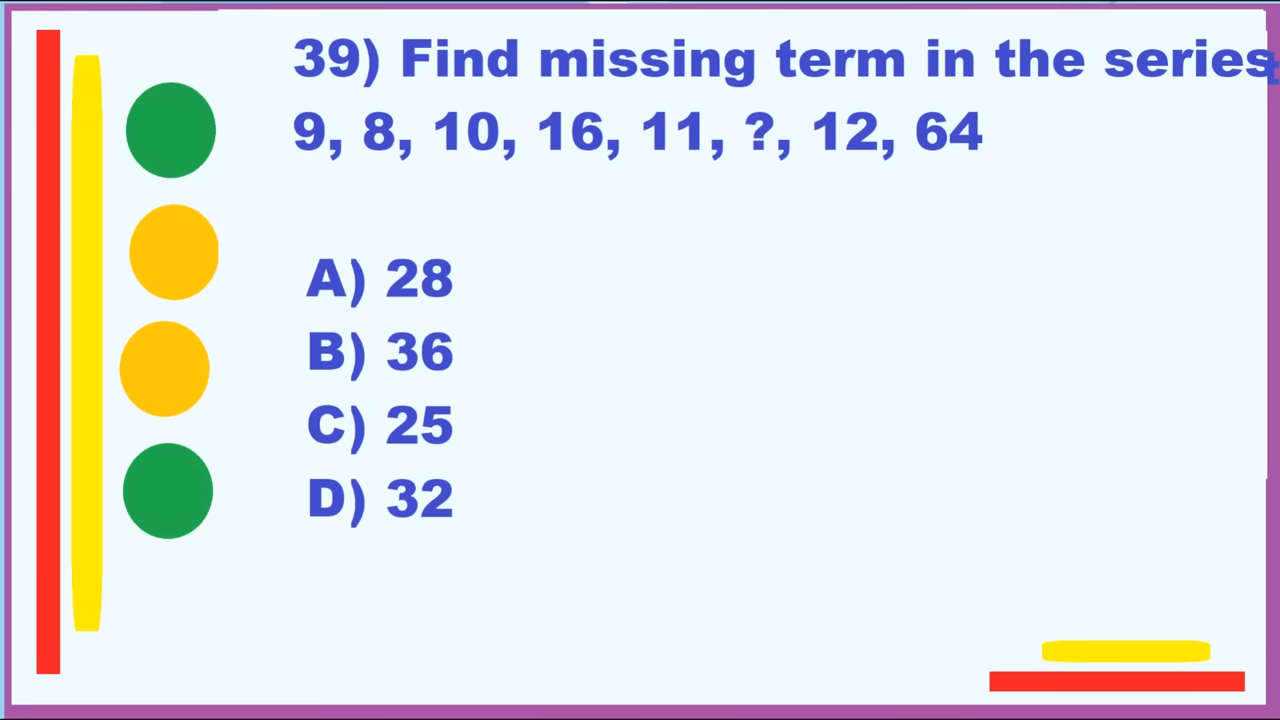 39) Find missing term in the series:
9, 8, 10, 16, 11, ?, 12, 64
A) 28
B) 36
C) 25
D) 32